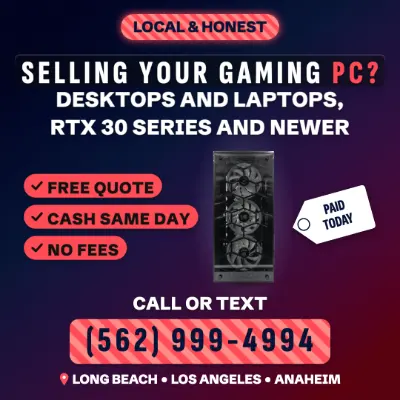 LOCAL & HONEST
SELLING YOUR GAMING PC?
DESKTOPS AND LAPTOPS,
RTX 30 SERIES AND NEWER
FREE QUOTE
CASH SAME DAY
NO FEES
PAID
TODAY
CALL OR TEXT
(562) 999-4994
LONG BEACH • LOS ANGELES • ANAHEIM